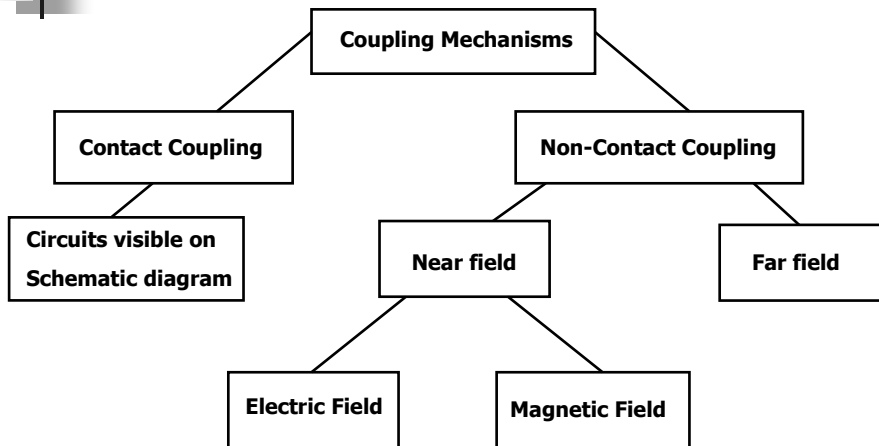 Coupling Mechanisms
Contact Coupling
Non-Contact Coupling
Circuits visible on
Schematic diagram
Near field
Far field
Electric Field
Magnetic Field